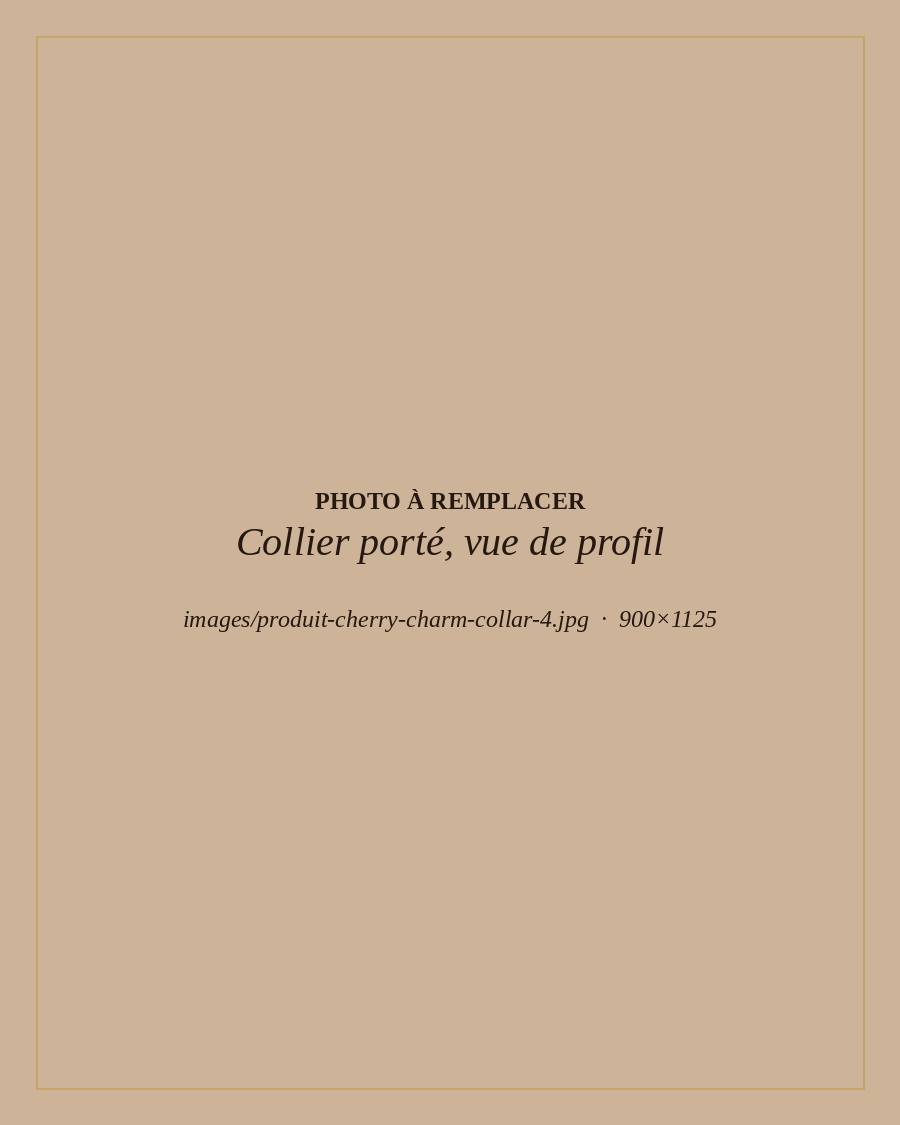 PHOTO À REMPLACER
Collier porté, vue de profil
images/produit-cherry-charm-collar-4.jpg · 900×1125